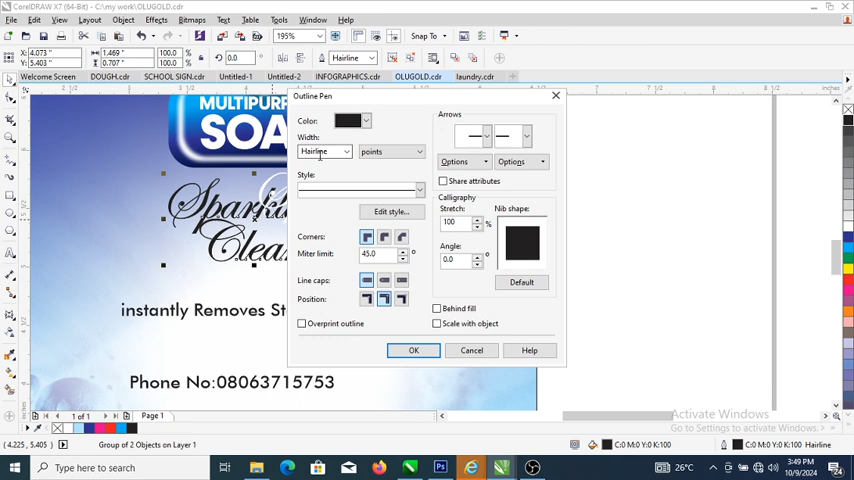 CorelDRAW X7 (64-Bit) - C:\my work\OLUGOLD.cdr
File Edit View Layout Object Effects Bitmaps Text Table Tools Window Help
195% Snap To
X: 4.073 " 1.469 " 100.0 %
Y: 5.403 " 0.707 " 100.0 %
0.0 °
Hairline
Welcome Screen DOUGH.cdr SCHOOL SIGN.cdr Untitled-1 Untitled-2 INFOGRAPHICS.cdr OLUGOLD.cdr laundry.cdr
Outline Pen
Color:
Width:
Hairline points
Style:
Edit style...
Corners:
Miter limit: 45.0 °
Line caps:
Position:
Overprint outline
Arrows
Options Options
Share attributes
Calligraphy
Stretch: Nib shape:
100 %
Angle:
0.0 °
Default
Behind fill
Scale with object
OK Cancel Help
MULTIPURP
SOA
Sparkl
Clea
instantly Removes St
Phone No:08063715753
Activate Windows
Go to Settings to activate Windows.
1 of 1 Page 1
(4.225 , 5.405 ) Group of 2 Objects on Layer 1 C:0 M:0 Y:0 K:100 C:0 M:0 Y:0 K:100 Hairline
Type here to search
26°C
3:49 PM
10/9/2024
24